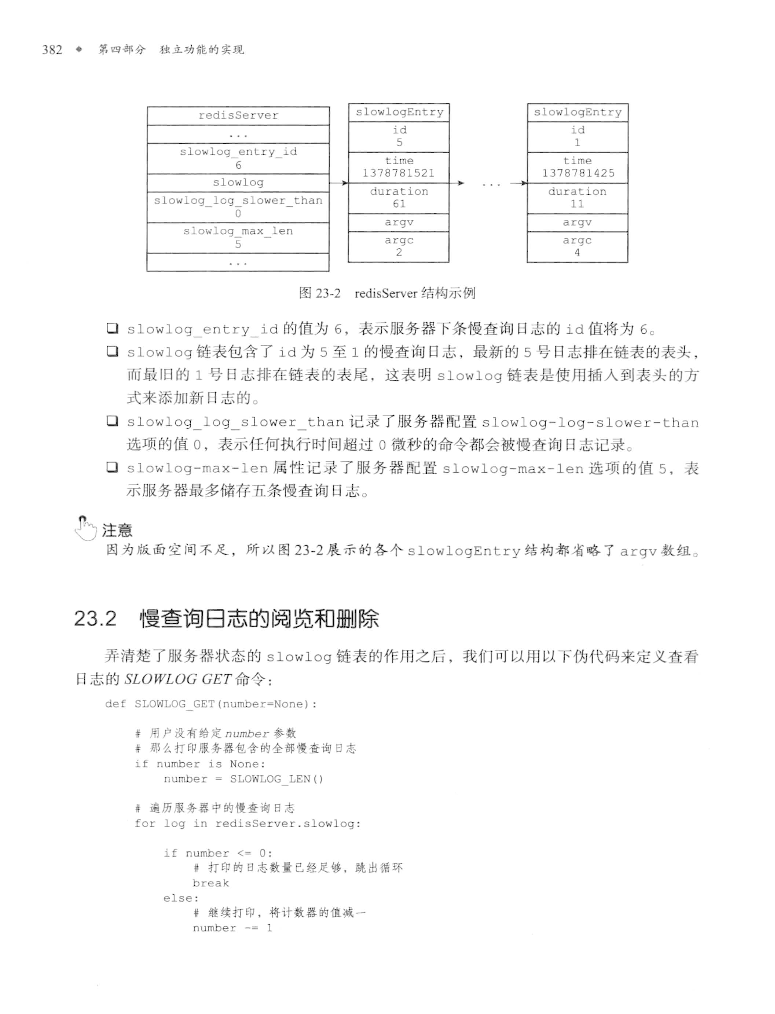 382 ◆ 第四部分 独立功能的实现
redisServer
...
slowlog_entry_id
6
slowlog
slowlog_log_slower_than
0
slowlog_max_len
5
...
slowlogEntry
id
5
time
1378781521
duration
61
argv
argc
2
...
slowlogEntry
id
1
time
1378781425
duration
11
argv
argc
4
图 23-2 redisServer 结构示例
❑ slowlog_entry_id 的值为 6，表示服务器下条慢查询日志的 id 值将为 6。
❑ slowlog 链表包含了 id 为 5 至 1 的慢查询日志，最新的 5 号日志排在链表的表头，
而最旧的 1 号日志排在链表的表尾，这表明 slowlog 链表是使用插入到表头的方
式来添加新日志的。
❑ slowlog_log_slower_than 记录了服务器配置 slowlog-log-slower-than
选项的值 0，表示任何执行时间超过 0 微秒的命令都会被慢查询日志记录。
❑ slowlog-max-len 属性记录了服务器配置 slowlog-max-len 选项的值 5，表
示服务器最多储存五条慢查询日志。
注意
因为版面空间不足，所以图 23-2 展示的各个 slowlogEntry 结构都省略了 argv 数组。
23.2 慢查询日志的阅览和删除
弄清楚了服务器状态的 slowlog 链表的作用之后，我们可以用以下伪代码来定义查看
日志的 SLOWLOG GET 命令：
def SLOWLOG_GET(number=None):
# 用户没有给定 number 参数
# 那么打印服务器包含的全部慢查询日志
if number is None:
number = SLOWLOG_LEN()
# 遍历服务器中的慢查询日志
for log in redisServer.slowlog:
if number <= 0:
# 打印的日志数量已经足够，跳出循环
break
else:
# 继续打印，将计数器的值减一
number -= 1